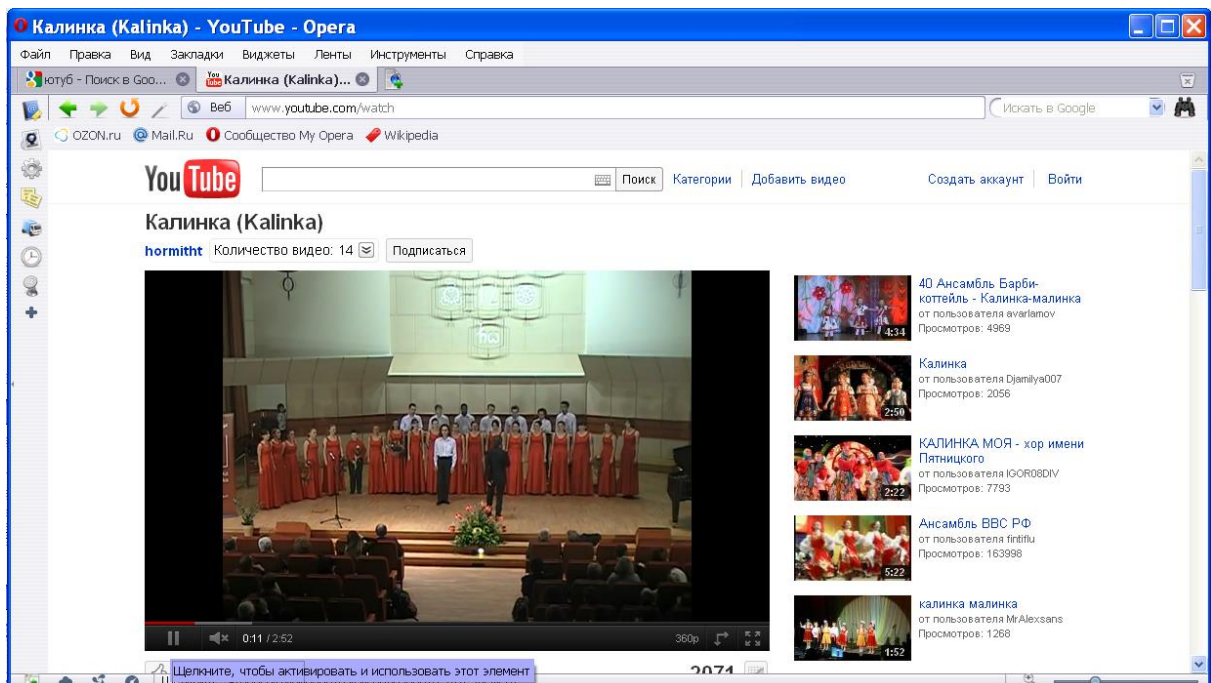 Калинка (Kalinka) - YouTube - Opera
Файл Правка Вид Закладки Виджеты Ленты Инструменты Справка
ютуб - Поиск в Goo... Калинка (Kalinka)...
Веб www.youtube.com/watch Искать в Google
OZON.ru Mail.Ru Сообщество My Opera Wikipedia
YouTube Поиск Категории Добавить видео Создать аккаунт Войти
Калинка (Kalinka)
hormitht Количество видео: 14 Подписаться
40 Ансамбль Барби-
коттейль - Калинка-малинка
от пользователя avarlamov
Просмотров: 4969
4:34
Калинка
от пользователя Djamilya007
Просмотров: 2056
2:50
КАЛИНКА МОЯ - хор имени
Пятницкого
от пользователя IGOR08DIV
Просмотров: 7793
2:22
Ансамбль ВВС РФ
от пользователя fintiflu
Просмотров: 163998
5:22
калинка малинка
от пользователя MrAlexsans
Просмотров: 1268
1:52
0:11 / 2:52 360p
2071
Щелкните, чтобы активировать и использовать этот элемент